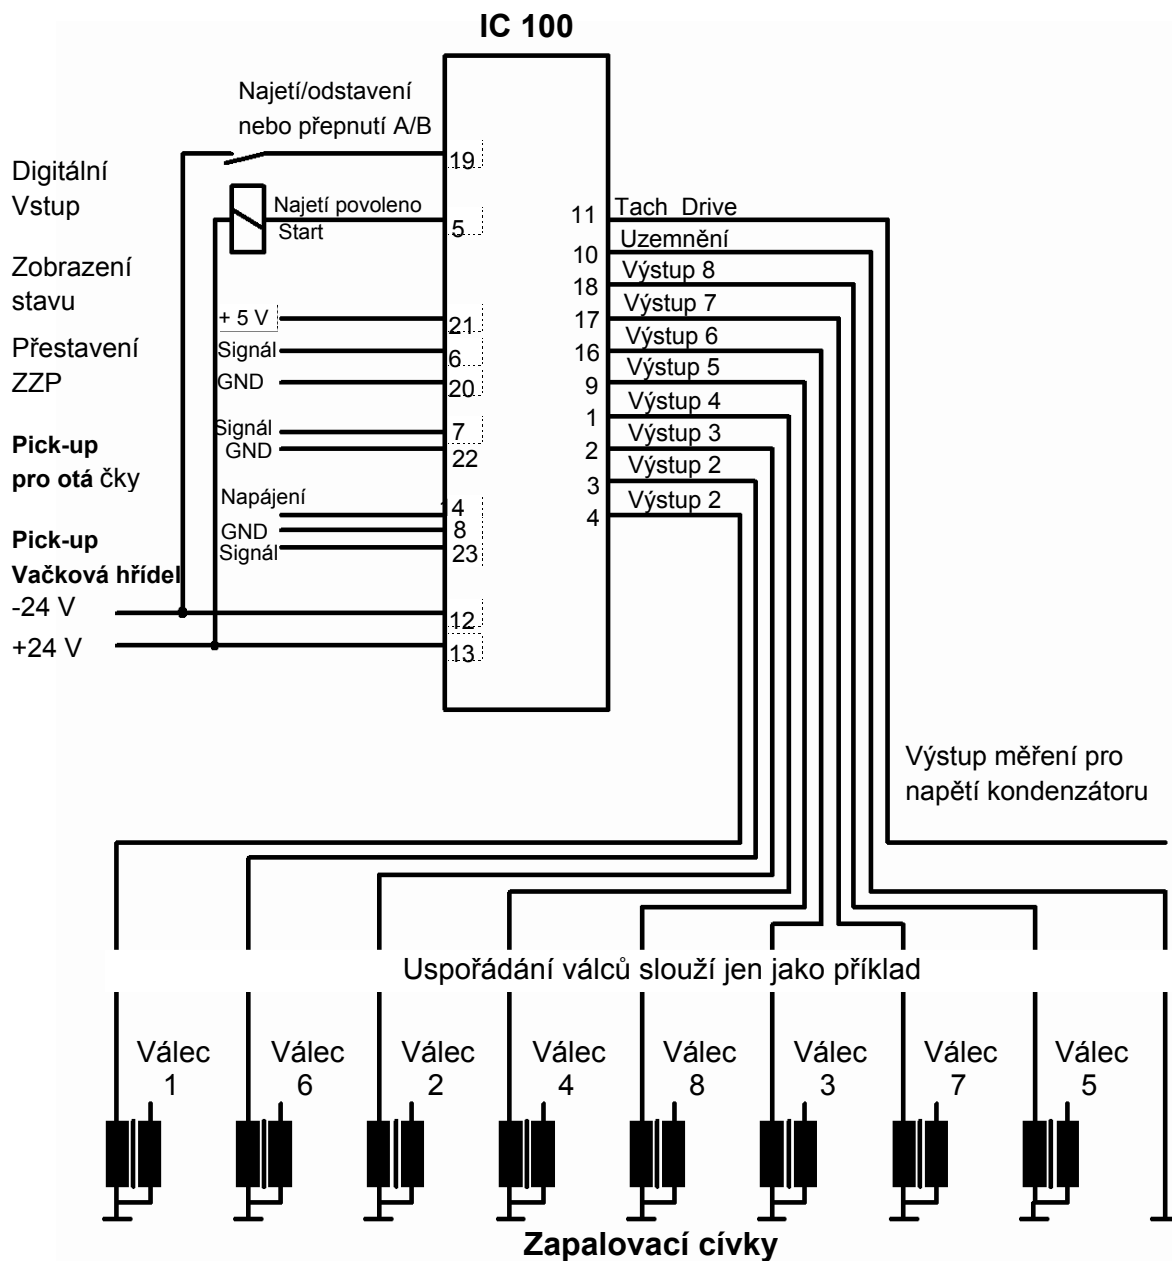 IC 100
Najetí/odstavení
nebo přepnutí A/B
Digitální
Vstup
19
Najetí povoleno
Start
5
Zobrazení
stavu
+ 5 V
21
Signál
6
GND
20
Přestavení
ZZP
Signál
7
GND
22
Pick-up
pro otá čky
Napájení
14
GND
8
Signál
23
Pick-up
Vačková hřídel
-24 V
12
+24 V
13
11 Tach Drive
10 Uzemnění
18 Výstup 8
17 Výstup 7
16 Výstup 6
9 Výstup 5
1 Výstup 4
2 Výstup 3
3 Výstup 2
4 Výstup 2
Výstup měření pro
napětí kondenzátoru
Uspořádání válců slouží jen jako příklad
Válec Válec Válec Válec Válec Válec Válec Válec
1 6 2 4 8 3 7 5
Zapalovací cívky